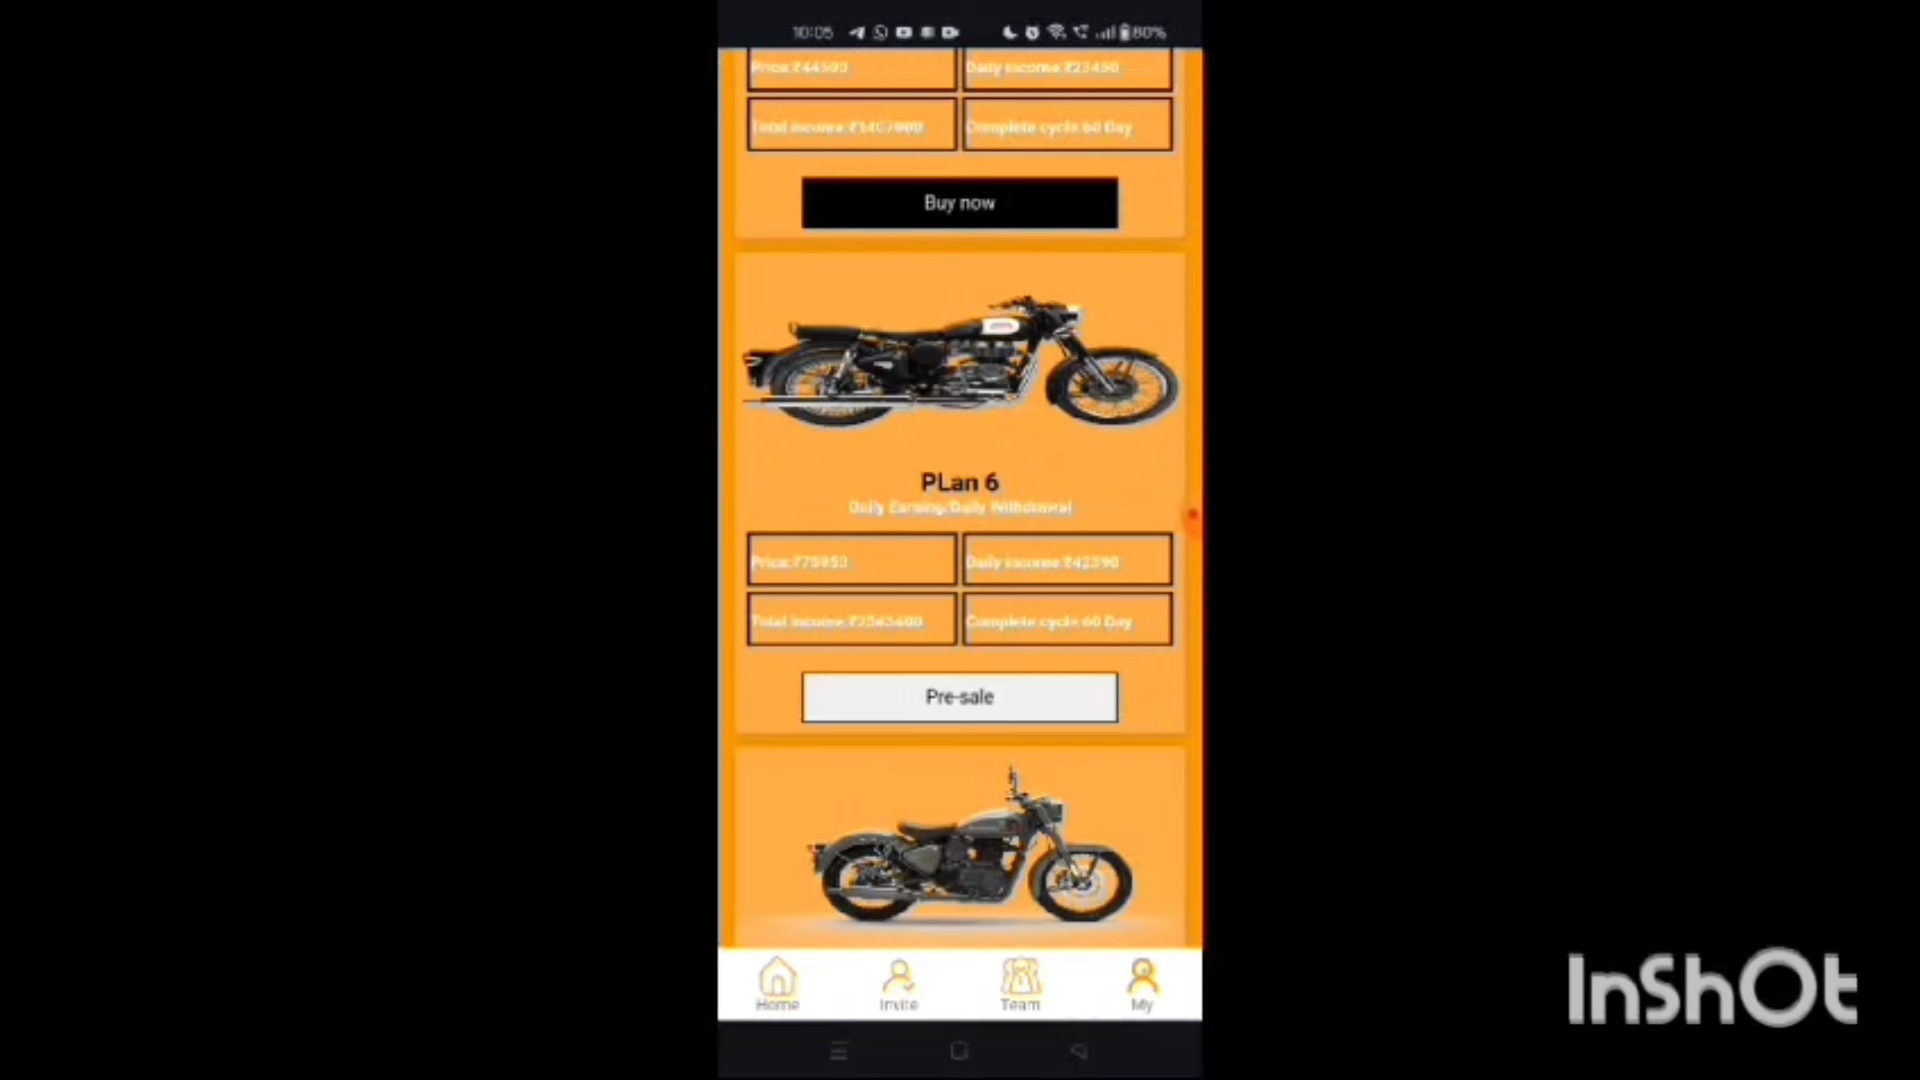 10:05 80%
Price:₹44500 Daily income:₹23450
Total income:₹1407000 Complete cycle:60 Day
Buy now
PLan 6
Daily Earning/Daily Withdrawal
Price:₹75950 Daily income:₹42390
Total income:₹2543400 Complete cycle:60 Day
Pre-sale
Home Invite Team My
InShOt